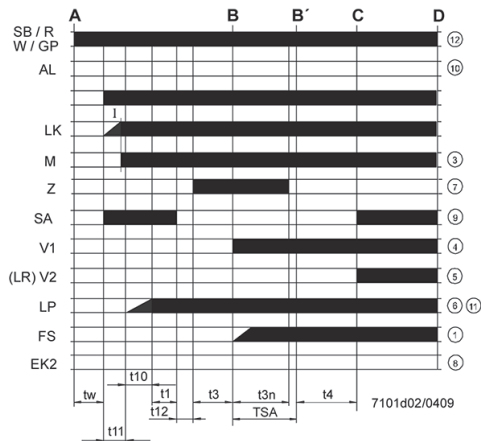 A B B´ C D
SB / R
W / GP 12
AL 10
1
LK
M 3
Z 7
SA 9
V1 4
(LR) V2 5
LP 6 11
FS 1
EK2 8
t10
tw t1 t3 t3n t4 7101d02/0409
t12 TSA
t11